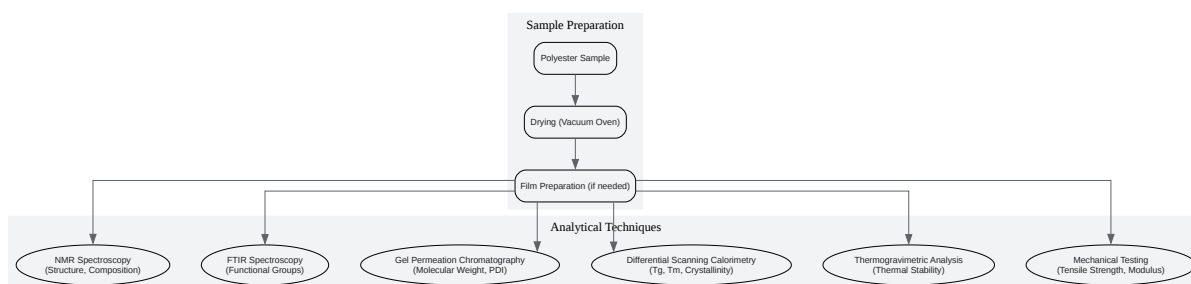 Sample Preparation
Polyester Sample
Drying (Vacuum Oven)
Film Preparation (if needed)
Analytical Techniques
NMR Spectroscopy
(Structure, Composition)
FTIR Spectroscopy
(Functional Groups)
Gel Permeation Chromatography
(Molecular Weight, PDI)
Differential Scanning Calorimetry
(Tg, Tm, Crystallinity)
Thermogravimetric Analysis
(Thermal Stability)
Mechanical Testing
(Tensile Strength, Modulus)